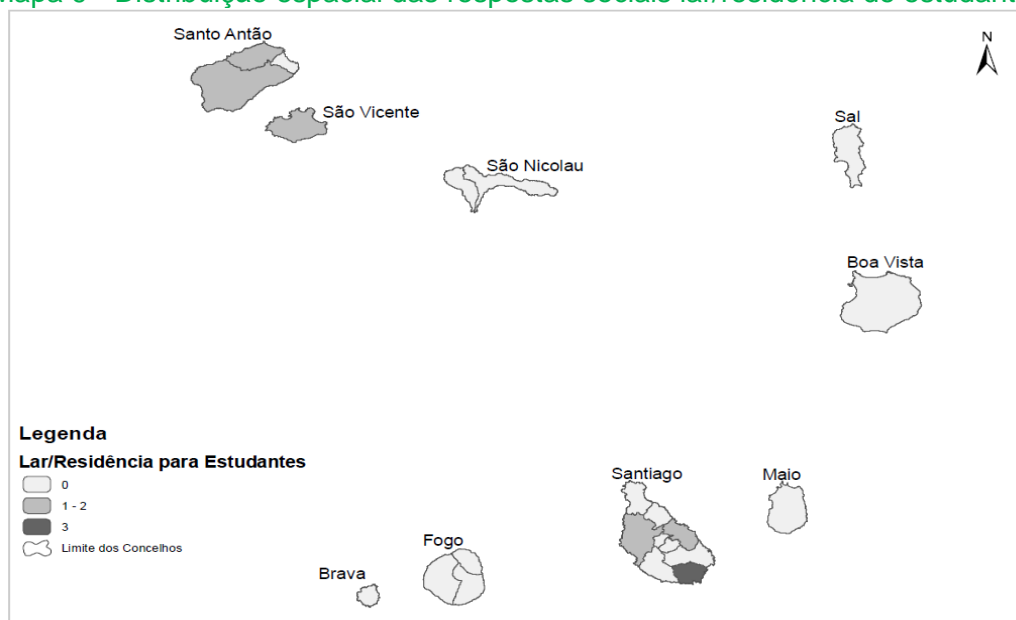 Santo Antão
N
São Vicente
Sal
São Nicolau
Boa Vista
Legenda
Lar/Residência para Estudantes
0
1 - 2
3
Limite dos Concelhos
Santiago
Maio
Fogo
Brava